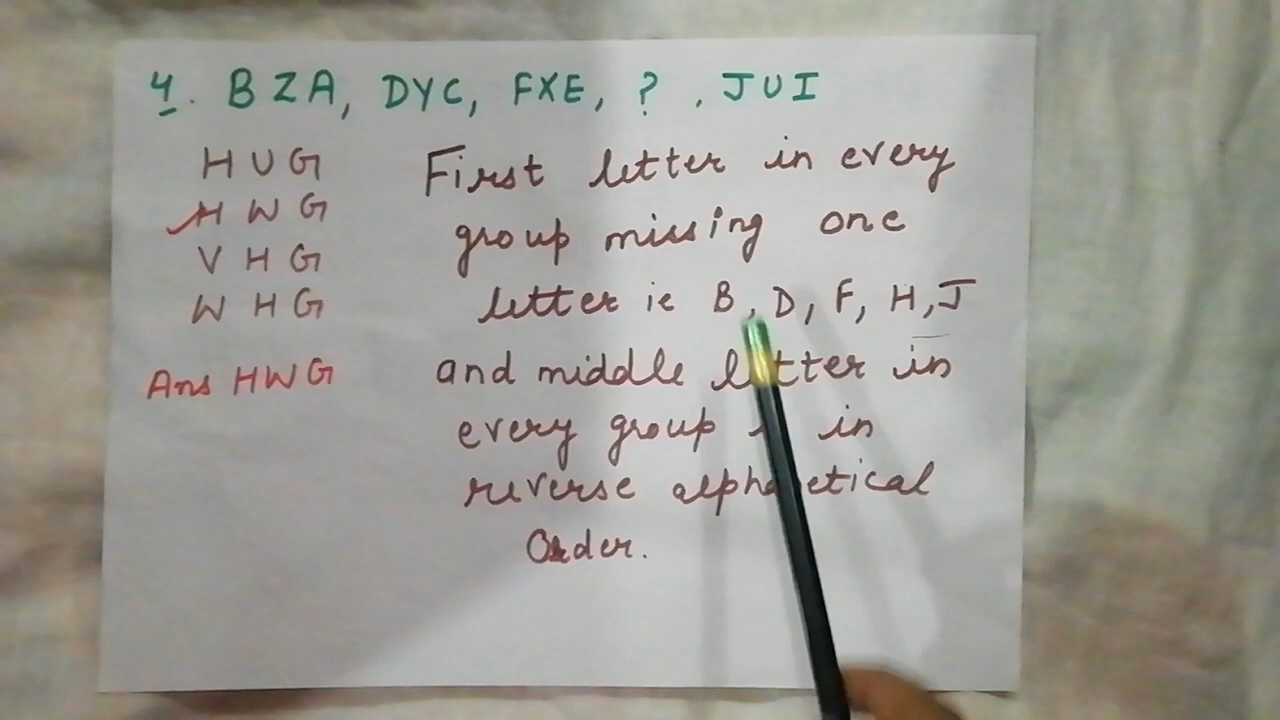 4. BZA, DYC, FXE, ? , JUI
HUG
HWG
VHG
WHG
Ans HWG
First letter in every
group missing one
letter ie B, D, F, H, J
and middle letter in
every group in
reverse alphabetical
Order.